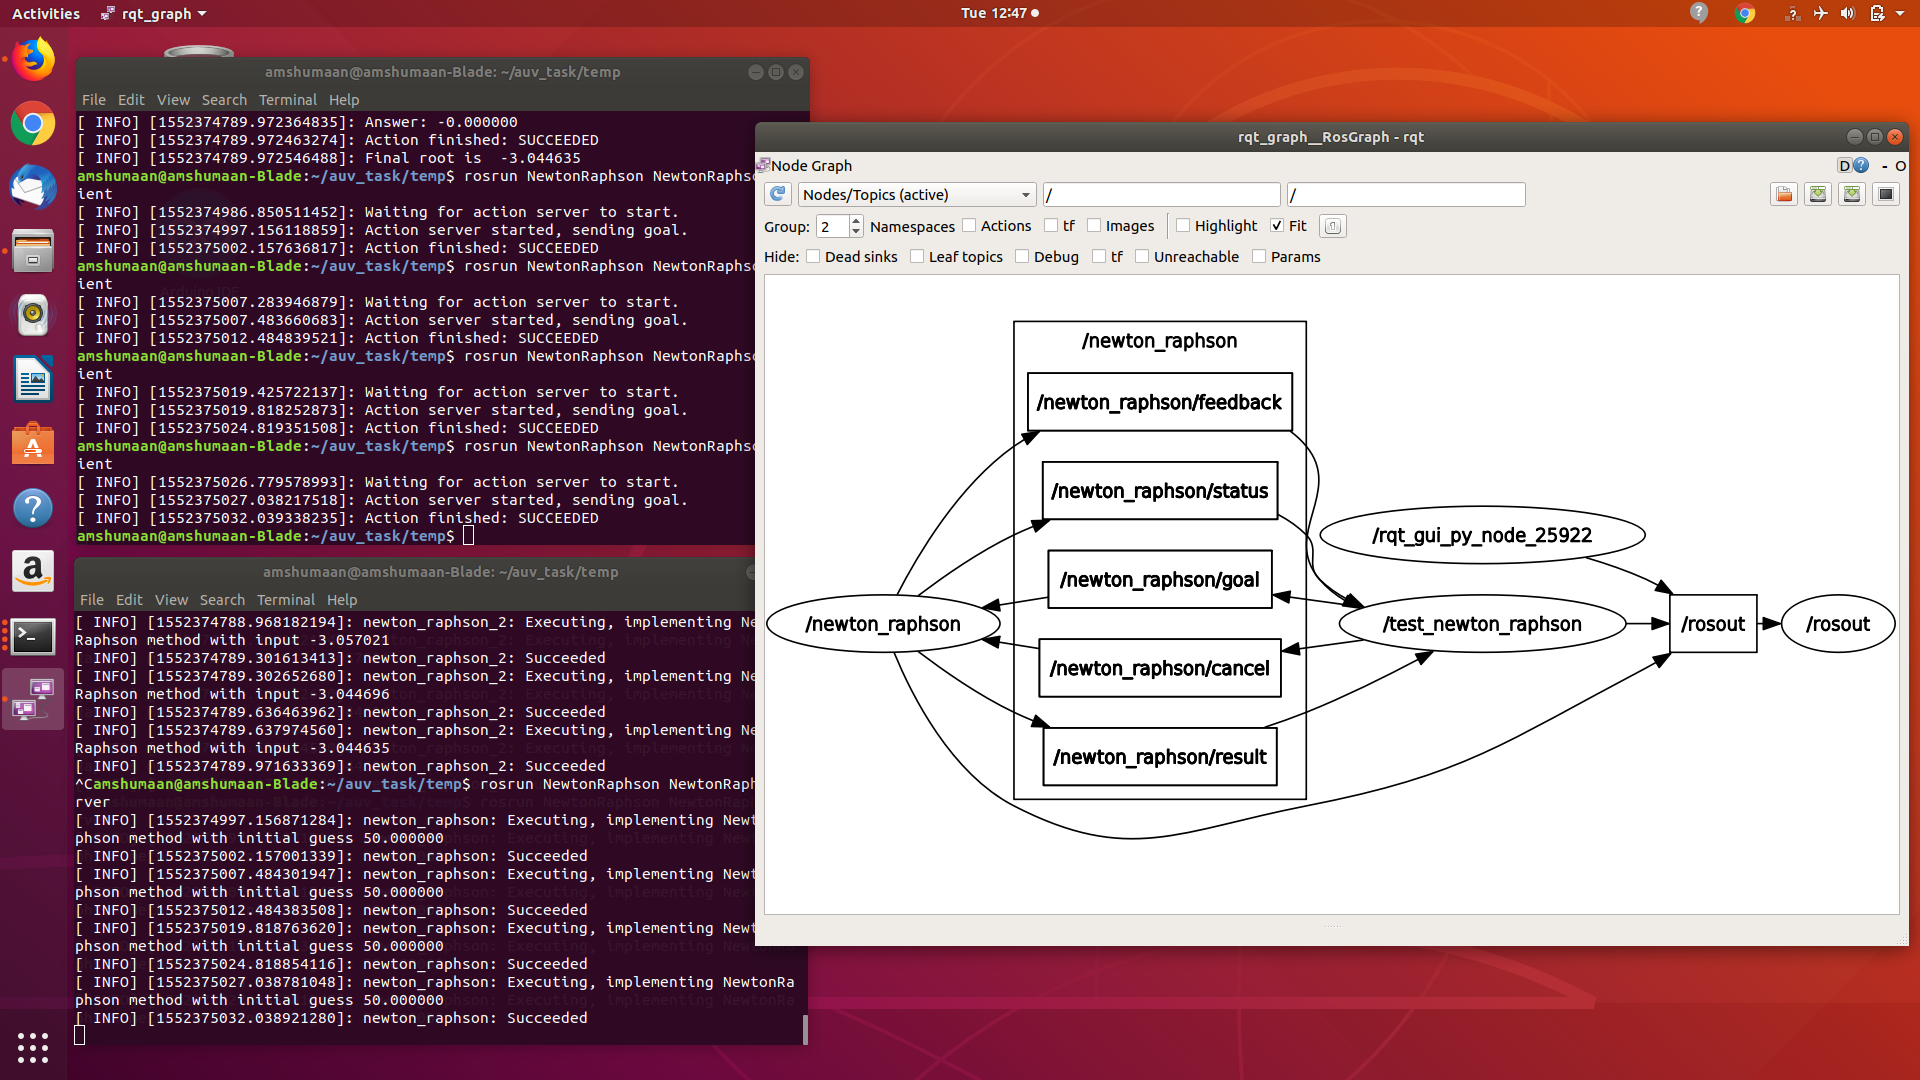 Activities
rqt_graph
Tue 12:47
amshumaan@amshumaan-Blade: ~/auv_task/temp
File Edit View Search Terminal Help
[ INFO] [1552374789.972364835]: Answer: -0.000000
[ INFO] [1552374789.972463274]: Action finished: SUCCEEDED
[ INFO] [1552374789.972546488]: Final root is  -3.044635
amshumaan@amshumaan-Blade:~/auv_task/temp$ rosrun NewtonRaphson NewtonRaphso
ient
[ INFO] [1552374986.850511452]: Waiting for action server to start.
[ INFO] [1552374997.156118859]: Action server started, sending goal.
[ INFO] [1552375002.157636817]: Action finished: SUCCEEDED
amshumaan@amshumaan-Blade:~/auv_task/temp$ rosrun NewtonRaphson NewtonRaphso
ient
[ INFO] [1552375007.283946879]: Waiting for action server to start.
[ INFO] [1552375007.483660683]: Action server started, sending goal.
[ INFO] [1552375012.484839521]: Action finished: SUCCEEDED
amshumaan@amshumaan-Blade:~/auv_task/temp$ rosrun NewtonRaphson NewtonRaphso
ient
[ INFO] [1552375019.425722137]: Waiting for action server to start.
[ INFO] [1552375019.818252873]: Action server started, sending goal.
[ INFO] [1552375024.819351508]: Action finished: SUCCEEDED
amshumaan@amshumaan-Blade:~/auv_task/temp$ rosrun NewtonRaphson NewtonRaphso
ient
[ INFO] [1552375026.779578993]: Waiting for action server to start.
[ INFO] [1552375027.038217518]: Action server started, sending goal.
[ INFO] [1552375032.039338235]: Action finished: SUCCEEDED
amshumaan@amshumaan-Blade:~/auv_task/temp$
amshumaan@amshumaan-Blade: ~/auv_task/temp
File Edit View Search Terminal Help
[ INFO] [1552374788.968182194]: newton_raphson_2: Executing, implementing Ne
Raphson method with input -3.057021
[ INFO] [1552374789.301613413]: newton_raphson_2: Succeeded
[ INFO] [1552374789.302652680]: newton_raphson_2: Executing, implementing Ne
Raphson method with input -3.044696
[ INFO] [1552374789.636463962]: newton_raphson_2: Succeeded
[ INFO] [1552374789.637974560]: newton_raphson_2: Executing, implementing Ne
Raphson method with input -3.044635
[ INFO] [1552374789.971633369]: newton_raphson_2: Succeeded
^Camshumaan@amshumaan-Blade:~/auv_task/temp$ rosrun NewtonRaphson NewtonRaph
rver
[ INFO] [1552374997.156871284]: newton_raphson: Executing, implementing Newt
phson method with initial guess 50.000000
[ INFO] [1552375002.157001339]: newton_raphson: Succeeded
[ INFO] [1552375007.484301947]: newton_raphson: Executing, implementing Newt
phson method with initial guess 50.000000
[ INFO] [1552375012.484383508]: newton_raphson: Succeeded
[ INFO] [1552375019.818763620]: newton_raphson: Executing, implementing Newt
phson method with initial guess 50.000000
[ INFO] [1552375024.818854116]: newton_raphson: Succeeded
[ INFO] [1552375027.038781048]: newton_raphson: Executing, implementing NewtonRa
phson method with initial guess 50.000000
[ INFO] [1552375032.038921280]: newton_raphson: Succeeded
rqt_graph__RosGraph - rqt
Node Graph
D ? - O
Nodes/Topics (active) / /
Group: 2 Namespaces Actions tf Images Highlight Fit
Hide: Dead sinks Leaf topics Debug tf Unreachable Params
/newton_raphson
/newton_raphson/feedback
/newton_raphson/status
/rqt_gui_py_node_25922
/newton_raphson/goal
/newton_raphson
/test_newton_raphson
/rosout
/rosout
/newton_raphson/cancel
/newton_raphson/result